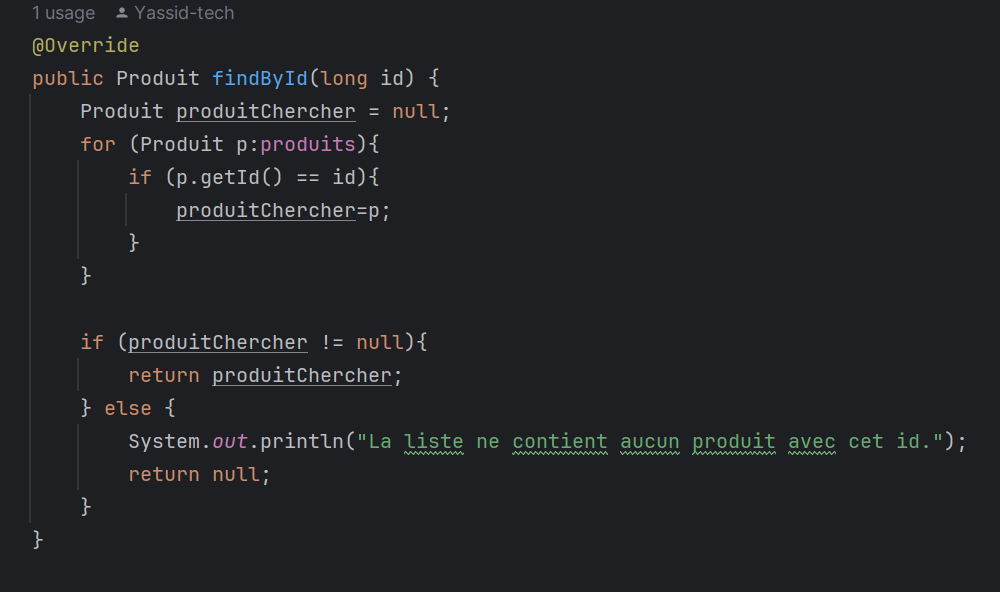 1 usage Yassid-tech
@Override
public Produit findById(long id) {
Produit produitChercher = null;
for (Produit p:produits){
if (p.getId() == id){
produitChercher=p;
}
}
if (produitChercher != null){
return produitChercher;
} else {
System.out.println("La liste ne contient aucun produit avec cet id.");
return null;
}
}